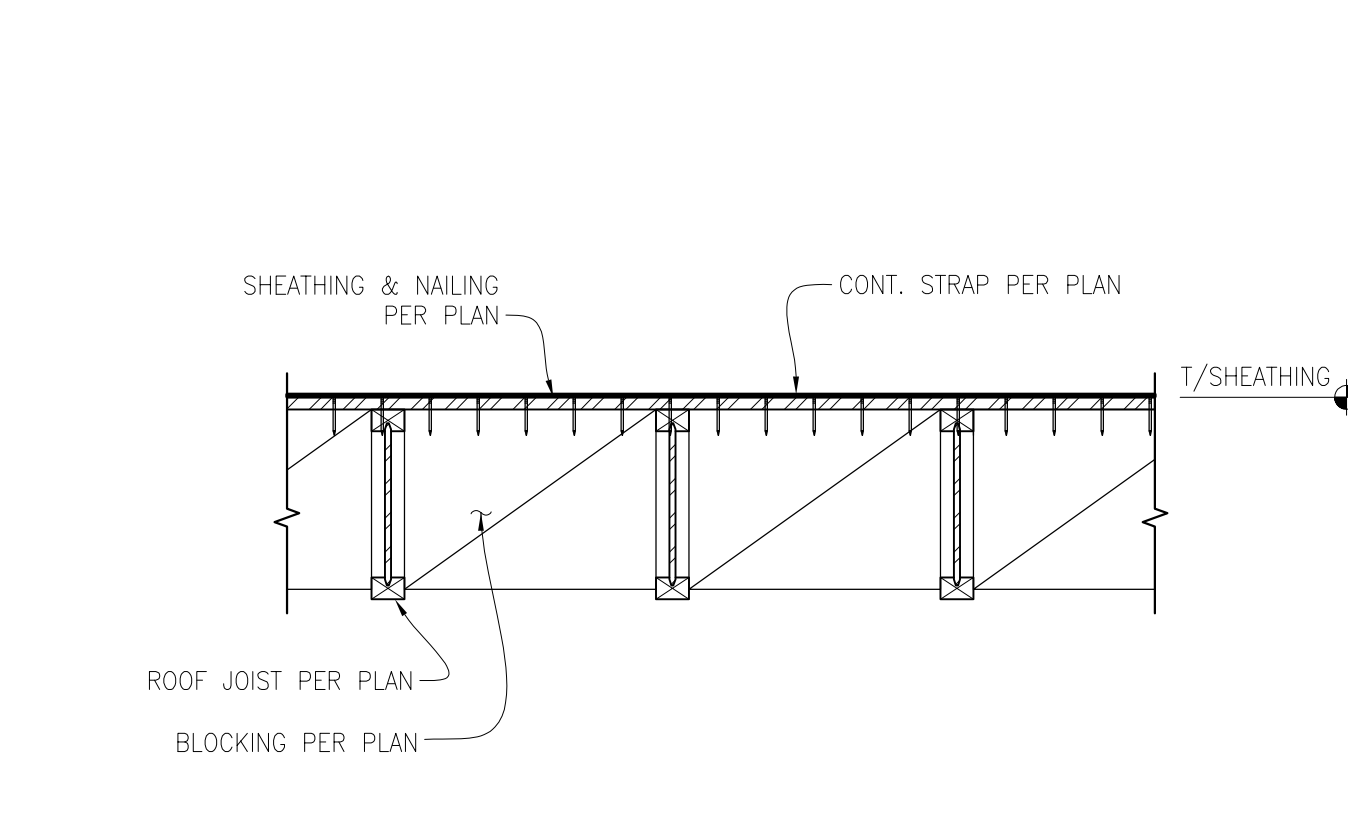 SHEATHING & NAILING
PER PLAN
CONT. STRAP PER PLAN
T/SHEATHING
ROOF JOIST PER PLAN
BLOCKING PER PLAN